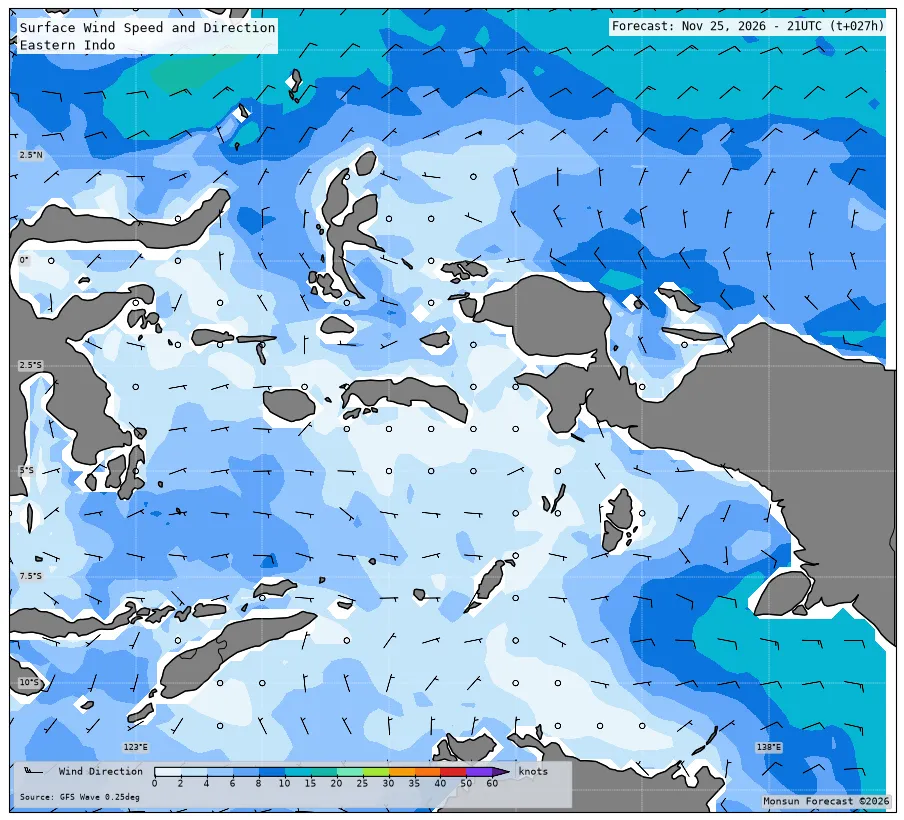 Surface Wind Speed and Direction
Eastern Indo
Forecast: Nov 25, 2026 - 21UTC (t+027h)
2.5°N
0°
2.5°S
5°S
7.5°S
10°S
123°E
138°E
Wind Direction
0 2 4 6 8 10 15 20 25 30 35 40 50 60 knots
Source: GFS Wave 0.25deg
Monsun Forecast ©2026